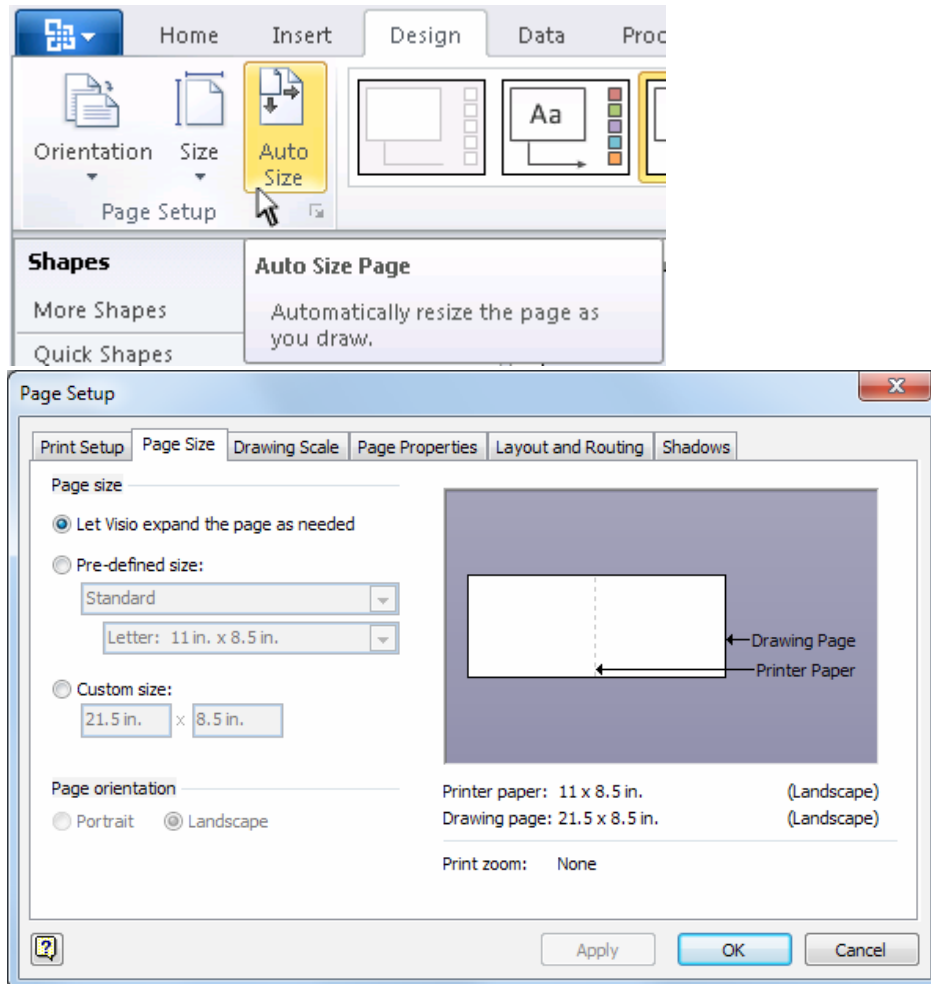 Home Insert Design Data Proc
Aa
Orientation Size Auto
Size
Page Setup
Shapes
Auto Size Page
More Shapes
Automatically resize the page as
you draw.
Quick Shapes
Page Setup
Print Setup Page Size Drawing Scale Page Properties Layout and Routing Shadows
Page size
Let Visio expand the page as needed
Pre-defined size:
Standard
Letter: 11 in. x 8.5 in.
Custom size:
21.5 in. x 8.5 in.
Page orientation
Portrait Landscape
Drawing Page
Printer Paper
Printer paper: 11 x 8.5 in. (Landscape)
Drawing page: 21.5 x 8.5 in. (Landscape)
Print zoom: None
Apply OK Cancel